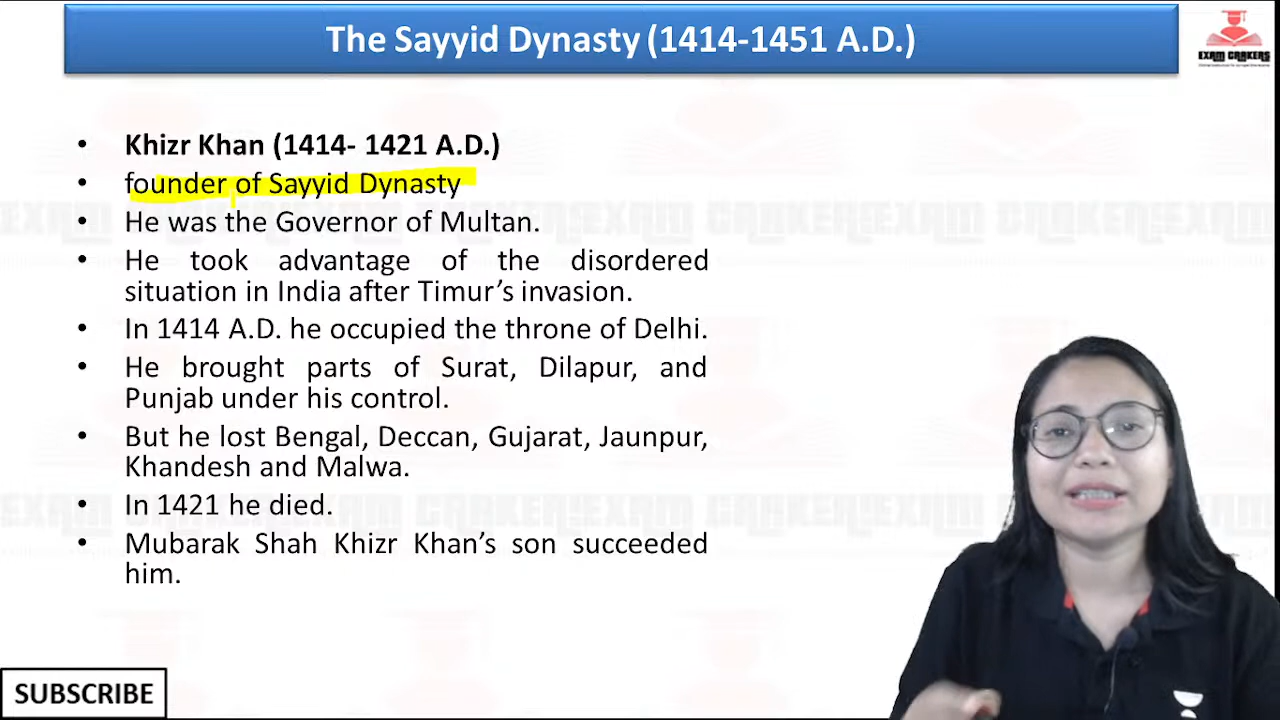 The Sayyid Dynasty (1414-1451 A.D.)
EXAM CRAKERS
• Khizr Khan (1414- 1421 A.D.)
• founder of Sayyid Dynasty
• He was the Governor of Multan.
• He took advantage of the disordered
situation in India after Timur’s invasion.
• In 1414 A.D. he occupied the throne of Delhi.
• He brought parts of Surat, Dilapur, and
Punjab under his control.
• But he lost Bengal, Deccan, Gujarat, Jaunpur,
Khandesh and Malwa.
• In 1421 he died.
• Mubarak Shah Khizr Khan’s son succeeded
him.
SUBSCRIBE